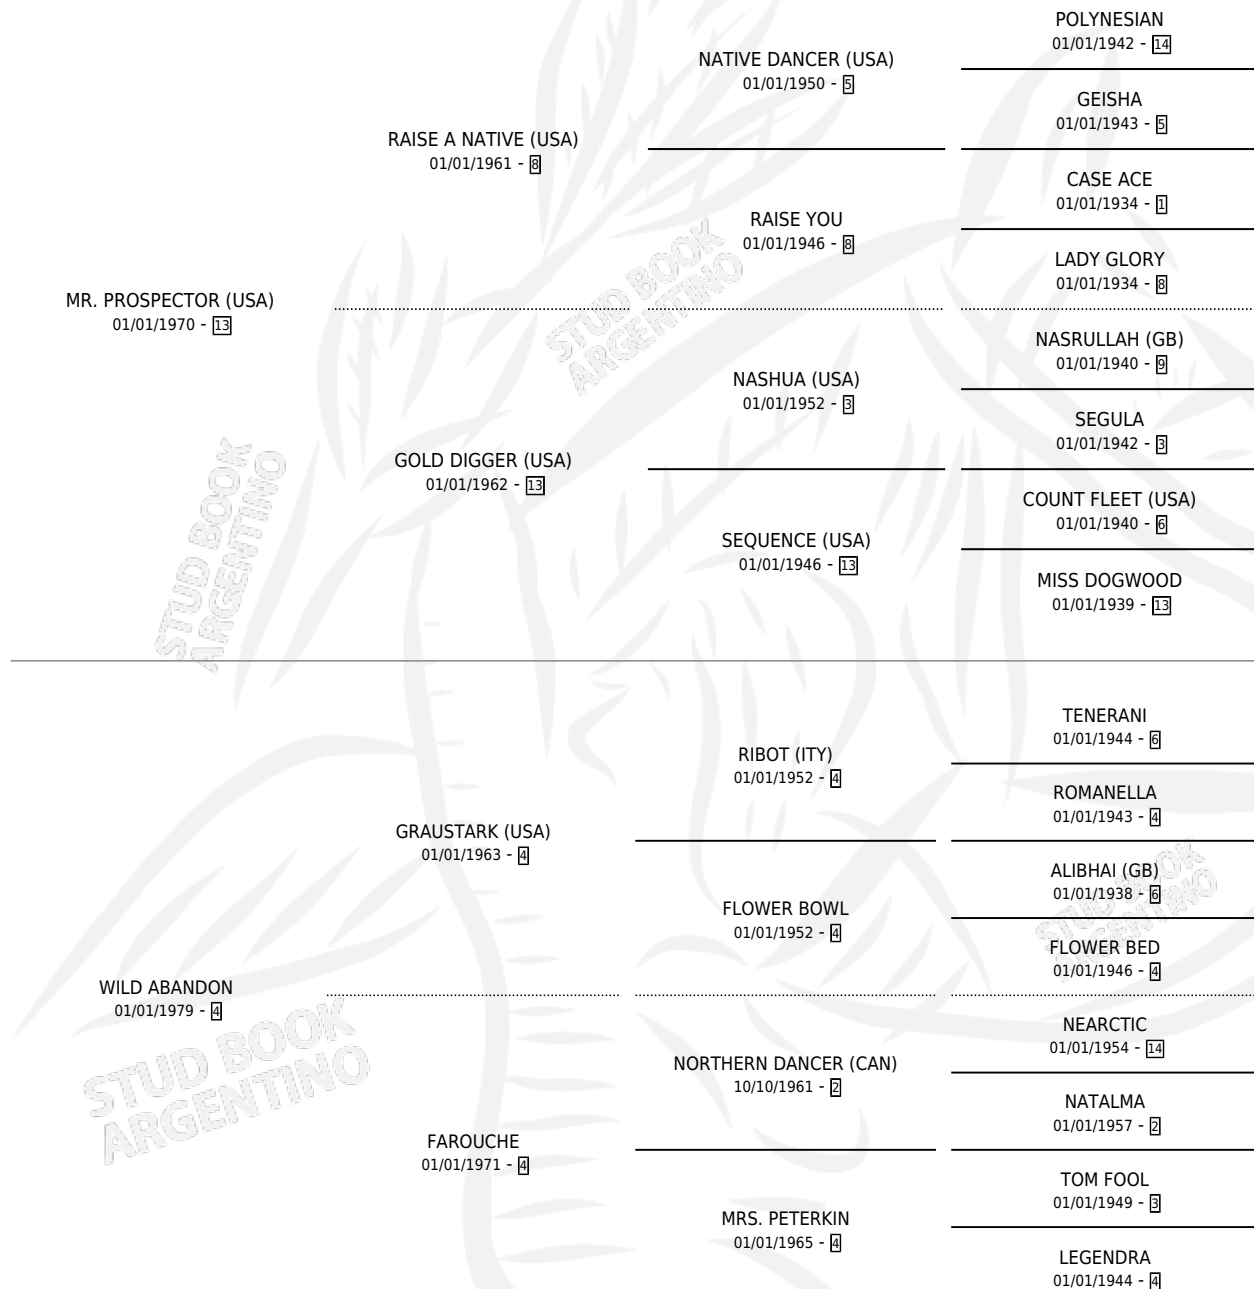 POLYNESIAN
01/01/1942 - 14
NATIVE DANCER (USA)
01/01/1950 - 5
GEISHA
01/01/1943 - 5
RAISE A NATIVE (USA)
01/01/1961 - 8
CASE ACE
01/01/1934 - 1
RAISE YOU
01/01/1946 - 8
LADY GLORY
01/01/1934 - 8
MR. PROSPECTOR (USA)
01/01/1970 - 13
NASRULLAH (GB)
01/01/1940 - 9
NASHUA (USA)
01/01/1952 - 3
SEGULA
01/01/1942 - 3
GOLD DIGGER (USA)
01/01/1962 - 13
COUNT FLEET (USA)
01/01/1940 - 6
SEQUENCE (USA)
01/01/1946 - 13
MISS DOGWOOD
01/01/1939 - 13
TENERANI
01/01/1944 - 6
RIBOT (ITY)
01/01/1952 - 4
ROMANELLA
01/01/1943 - 4
GRAUSTARK (USA)
01/01/1963 - 4
ALIBHAI (GB)
01/01/1938 - 6
FLOWER BOWL
01/01/1952 - 4
FLOWER BED
01/01/1946 - 4
WILD ABANDON
01/01/1979 - 4
NEARCTIC
01/01/1954 - 14
NORTHERN DANCER (CAN)
10/10/1961 - 2
NATALMA
01/01/1957 - 2
FAROUCHE
01/01/1971 - 4
TOM FOOL
01/01/1949 - 3
MRS. PETERKIN
01/01/1965 - 4
LEGENDRA
01/01/1944 - 4
STUD BOOK
ARGENTINO
STUD BOOK
ARGENTINO
STUD BOOK
ARGENTINO
STUD BOOK
ARGENTINO